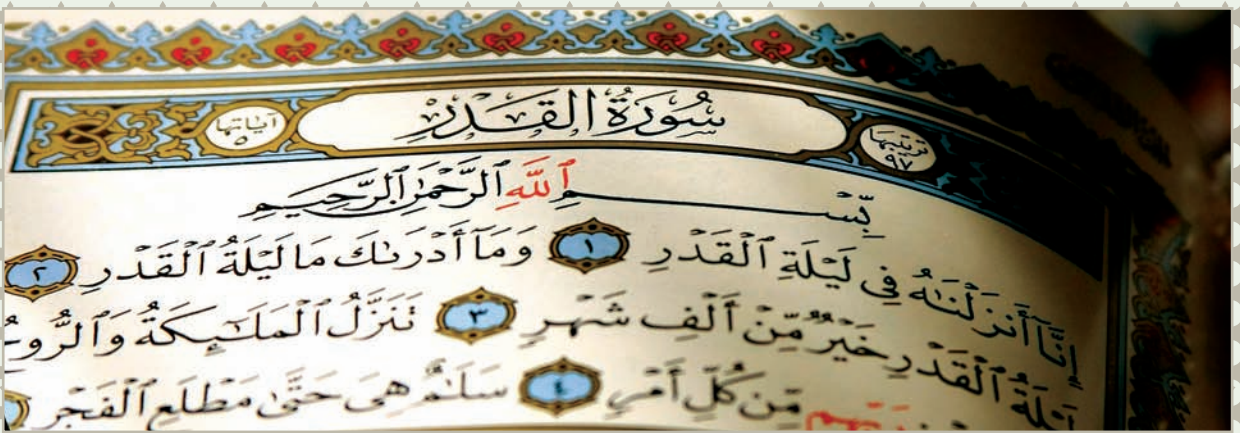 سُورَةُ الْقَدْرِ
تَرْتِيبُهَا ٩٧
آيَاتُهَا ٥
بِسْمِ ٱللَّهِ ٱلرَّحْمَٰنِ ٱلرَّحِيمِ
إِنَّآ أَنزَلْنَٰهُ فِى لَيْلَةِ ٱلْقَدْرِ ١ وَمَآ أَدْرَىٰكَ مَا لَيْلَةُ ٱلْقَدْرِ ٢
لَيْلَةُ ٱلْقَدْرِ خَيْرٌ مِّنْ أَلْفِ شَهْرٍ ٣ تَنَزَّلُ ٱلْمَلَٰٓئِكَةُ وَٱلرُّوحُ
رَبِّهِم مِّن كُلِّ أَمْرٍ ٤ سَلَٰمٌ هِىَ حَتَّىٰ مَطْلَعِ ٱلْفَجْرِ